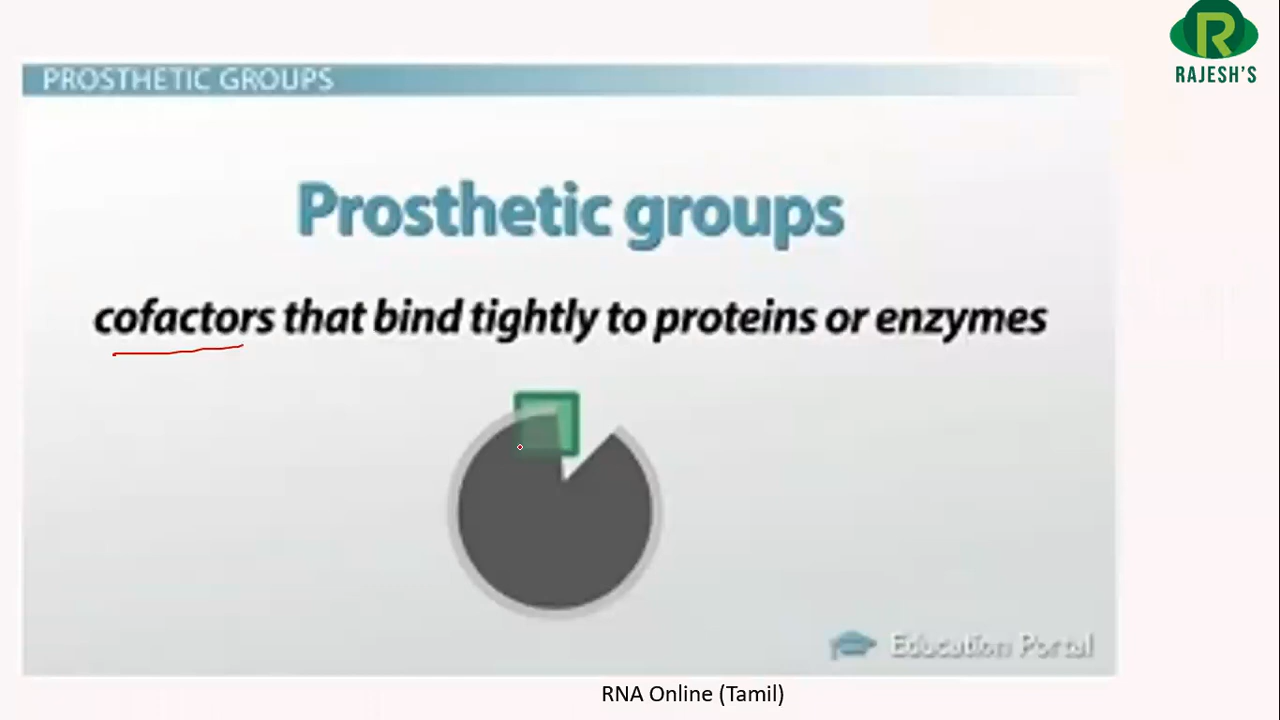 R
RAJESH'S
PROSTHETIC GROUPS
Prosthetic groups
cofactors that bind tightly to proteins or enzymes
Education Portal
RNA Online (Tamil)